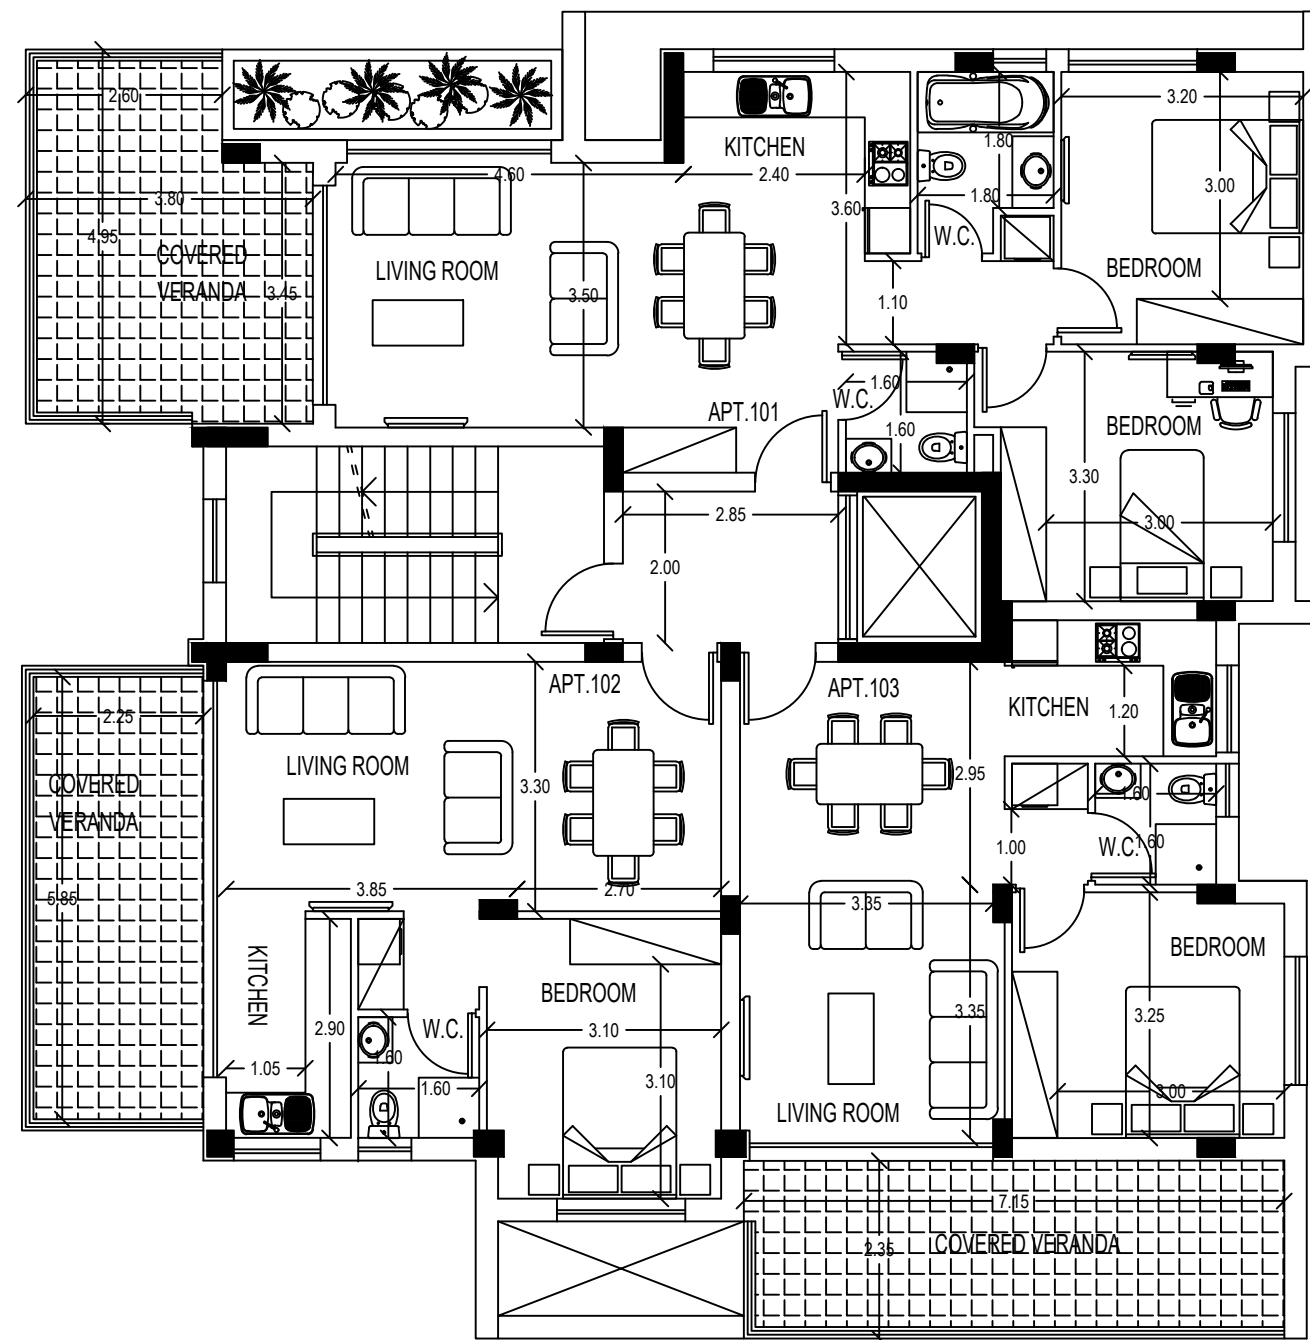 2.60
3.20
KITCHEN
1.80
4.60
2.40
3.00
3.80
1.80
3.60
4.95
W.C.
COVERED
VERANDA
LIVING ROOM
BEDROOM
3.45
3.50
1.10
1.60
W.C.
APT.101
BEDROOM
1.60
3.30
2.85
3.00
2.00
APT.102
APT.103
KITCHEN
1.20
2.25
LIVING ROOM
2.95
COVERED
VERANDA
3.30
1.60
1.00
W.C.
1.60
3.85
2.70
5.85
3.35
BEDROOM
KITCHEN
BEDROOM
2.90
W.C.
3.10
3.35
3.25
1.60
1.05
1.60
3.10
3.00
LIVING ROOM
7.15
2.35
COVERED VERANDA